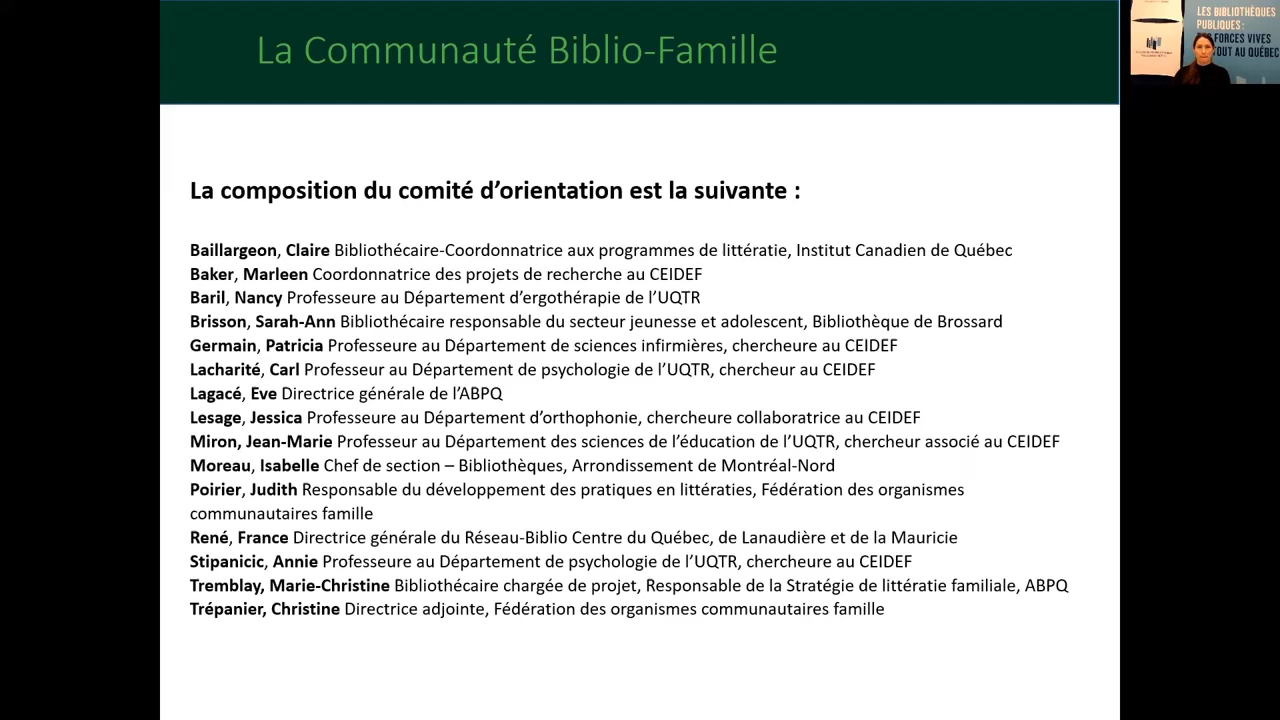 La Communauté Biblio-Famille
La composition du comité d’orientation est la suivante :
Baillargeon, Claire Bibliothécaire-Coordonnatrice aux programmes de littératie, Institut Canadien de Québec
Baker, Marleen Coordonnatrice des projets de recherche au CEIDEF
Baril, Nancy Professeure au Département d’ergothérapie de l’UQTR
Brisson, Sarah-Ann Bibliothécaire responsable du secteur jeunesse et adolescent, Bibliothèque de Brossard
Germain, Patricia Professeure au Département de sciences infirmières, chercheure au CEIDEF
Lacharité, Carl Professeur au Département de psychologie de l’UQTR, chercheur au CEIDEF
Lagacé, Eve Directrice générale de l’ABPQ
Lesage, Jessica Professeure au Département d’orthophonie, chercheure collaboratrice au CEIDEF
Miron, Jean-Marie Professeur au Département des sciences de l’éducation de l’UQTR, chercheur associé au CEIDEF
Moreau, Isabelle Chef de section – Bibliothèques, Arrondissement de Montréal-Nord
Poirier, Judith Responsable du développement des pratiques en littératies, Fédération des organismes
communautaires famille
René, France Directrice générale du Réseau-Biblio Centre du Québec, de Lanaudière et de la Mauricie
Stipanicic, Annie Professeure au Département de psychologie de l’UQTR, chercheure au CEIDEF
Tremblay, Marie-Christine Bibliothécaire chargée de projet, Responsable de la Stratégie de littératie familiale, ABPQ
Trépanier, Christine Directrice adjointe, Fédération des organismes communautaires famille
LES BIBLIOTHÈQUES
PUBLIQUES :
FORCES VIVES
AU QUÉBEC